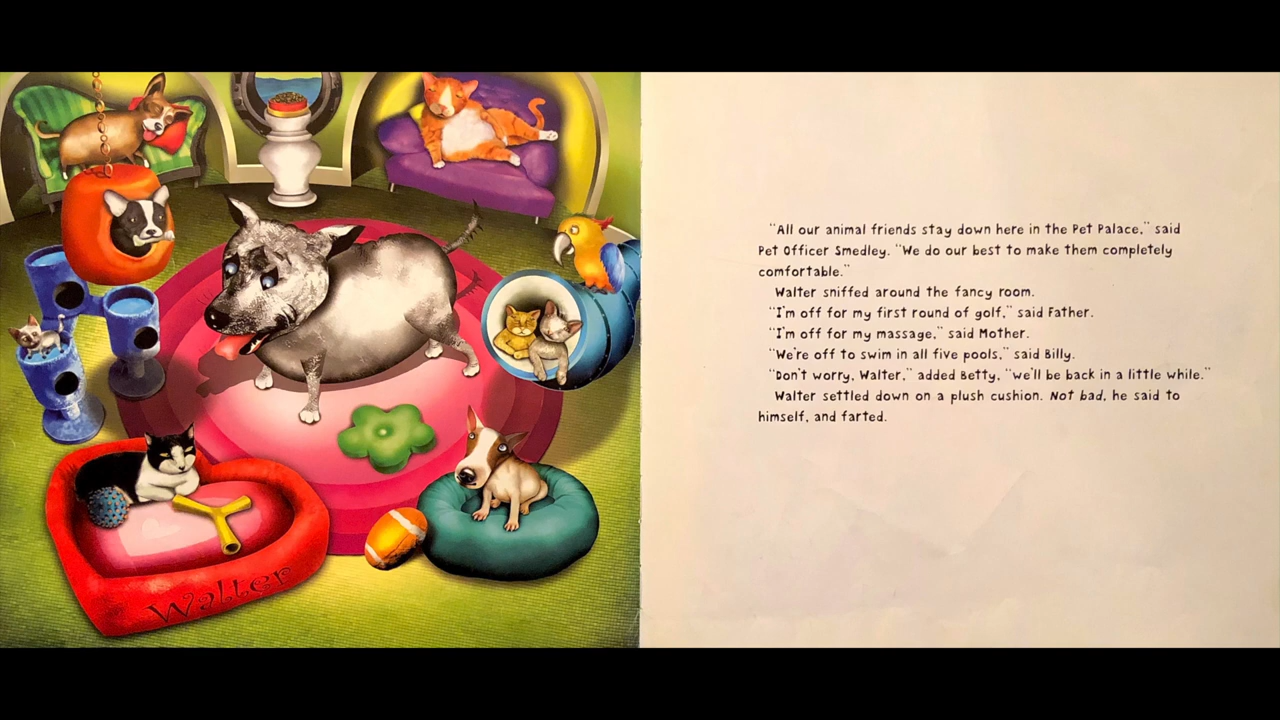 Walter
"All our animal friends stay down here in the Pet Palace," said
Pet Officer Smedley. "We do our best to make them completely
comfortable."
Walter sniffed around the fancy room.
"I'm off for my first round of golf," said Father.
"I'm off for my massage," said Mother.
"We're off to swim in all five pools," said Billy.
"Don't worry, Walter," added Betty, "we'll be back in a little while."
Walter settled down on a plush cushion. Not bad, he said to
himself, and farted.